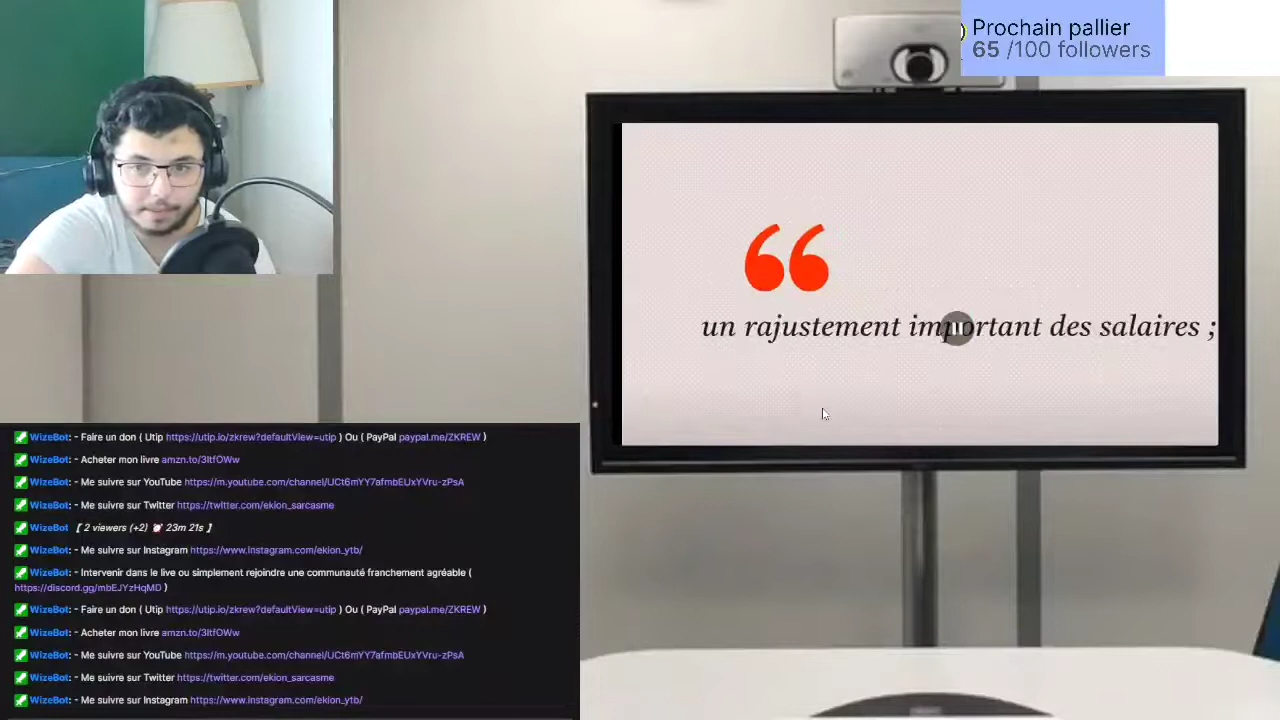 Prochain pallier
65 /100 followers
“
un rajustement important des salaires ;
WizeBot: - Faire un don ( Utip https://utip.io/zkrew?defaultView=utip ) Ou ( PayPal paypal.me/ZKREW )
WizeBot: - Acheter mon livre amzn.to/3ItfOWw
WizeBot: - Me suivre sur YouTube https://m.youtube.com/channel/UCt6mYY7afmbEUxYVru-zPsA
WizeBot: - Me suivre sur Twitter https://twitter.com/ekion_sarcasme
WizeBot 【 2 viewers (+2) ⏰ 23m 21s 】
WizeBot: - Me suivre sur Instagram https://www.instagram.com/ekion_ytb/
WizeBot: - Intervenir dans le live ou simplement rejoindre une communauté franchement agréable (
https://discord.gg/mbEJYzHqMD )
WizeBot: - Faire un don ( Utip https://utip.io/zkrew?defaultView=utip ) Ou ( PayPal paypal.me/ZKREW )
WizeBot: - Acheter mon livre amzn.to/3ItfOWw
WizeBot: - Me suivre sur YouTube https://m.youtube.com/channel/UCt6mYY7afmbEUxYVru-zPsA
WizeBot: - Me suivre sur Twitter https://twitter.com/ekion_sarcasme
WizeBot: - Me suivre sur Instagram https://www.instagram.com/ekion_ytb/